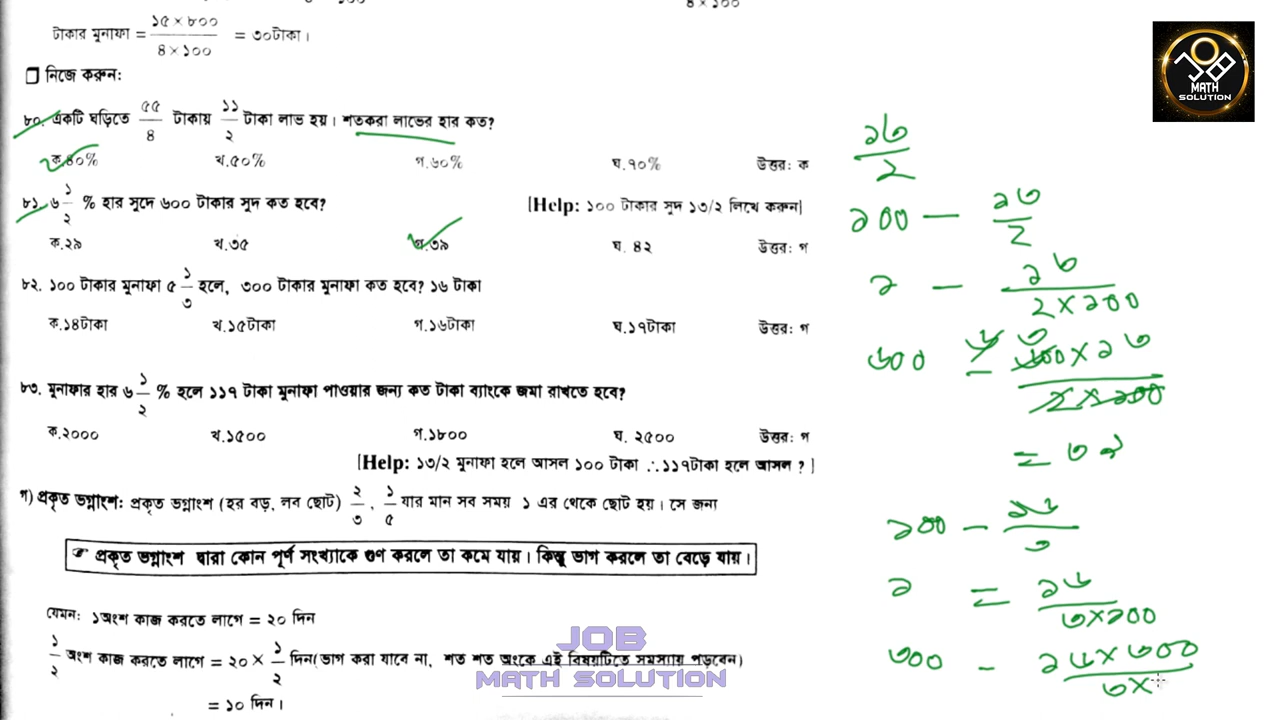 ৪ × ১০০
টাকার মুনাফা = ১৫ × ৮০০ / ৪ × ১০০ = ৩০টাকা।
❒ নিজে করুন:
৮০. একটি ঘড়িতে ৫৫/৪ টাকায় ১১/২ টাকা লাভ হয়। শতকরা লাভের হার কত?
ক.৪০% খ.৫০% গ.৬০% ঘ.৭০% উত্তর: ক
৮১. ৬ ১/২ % হার সুদে ৬০০ টাকার সুদ কত হবে? [Help: ১০০ টাকার সুদ ১৩/২ লিখে করুন]
ক.২৯ খ.৩৫ গ.৩৯ ঘ. ৪২ উত্তর: গ
৮২. ১০০ টাকার মুনাফা ৫ ১/৩ হলে, ৩০০ টাকার মুনাফা কত হবে? ১৬ টাকা
ক.১৪টাকা খ.১৫টাকা গ.১৬টাকা ঘ.১৭টাকা উত্তর: গ
৮৩. মুনাফার হার ৬ ১/২ % হলে ১১৭ টাকা মুনাফা পাওয়ার জন্য কত টাকা ব্যাংকে জমা রাখতে হবে?
ক.২০০০ খ.১৫০০ গ.১৮০০ ঘ. ২৫০০ উত্তর: গ
[Help: ১৩/২ মুনাফা হলে আসল ১০০ টাকা ∴১১৭টাকা হলে আসল ? ]
গ) প্রকৃত ভগ্নাংশ: প্রকৃত ভগ্নাংশ (হর বড়, লব ছোট) ২/৩ , ১/৫ যার মান সব সময় ১ এর থেকে ছোট হয়। সে জন্য
☞ প্রকৃত ভগ্নাংশ দ্বারা কোন পূর্ণ সংখ্যাকে গুণ করলে তা কমে যায়। কিন্তু ভাগ করলে তা বেড়ে যায়।
যেমন: ১অংশ কাজ করতে লাগে = ২০ দিন
১/২ অংশ কাজ করতে লাগে = ২০ × ১/২ দিন(ভাগ করা যাবে না, শত শত অংকে এই বিষয়টিতে সমস্যায় পড়বেন)
= ১০ দিন।
JOB
MATH SOLUTION
MATH
SOLUTION
১৩/২
১০০ — ১৩/২
১ — ১৩/২×১০০
৬০০ = ৬০০×১৩/২×১০০
= ৩৯
১০০ — ১৬/৩
১ = ১৬/৩×১০০
৩০০ - ১৬×৩০০/৩×